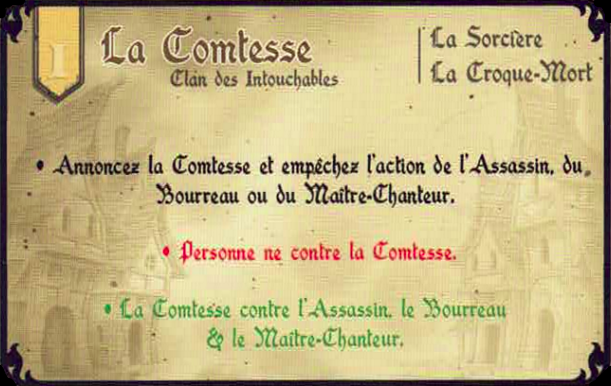 I
La Comtesse
Clan des Intouchables
La Sorcière
La Croque-Mort
• Annoncez la Comtesse et empêchez l'action de l'Assassin, du
Bourreau ou du Maître-Chanteur.
• Personne ne contre la Comtesse.
• La Comtesse contre l'Assassin, le Bourreau
& le Maître-Chanteur.